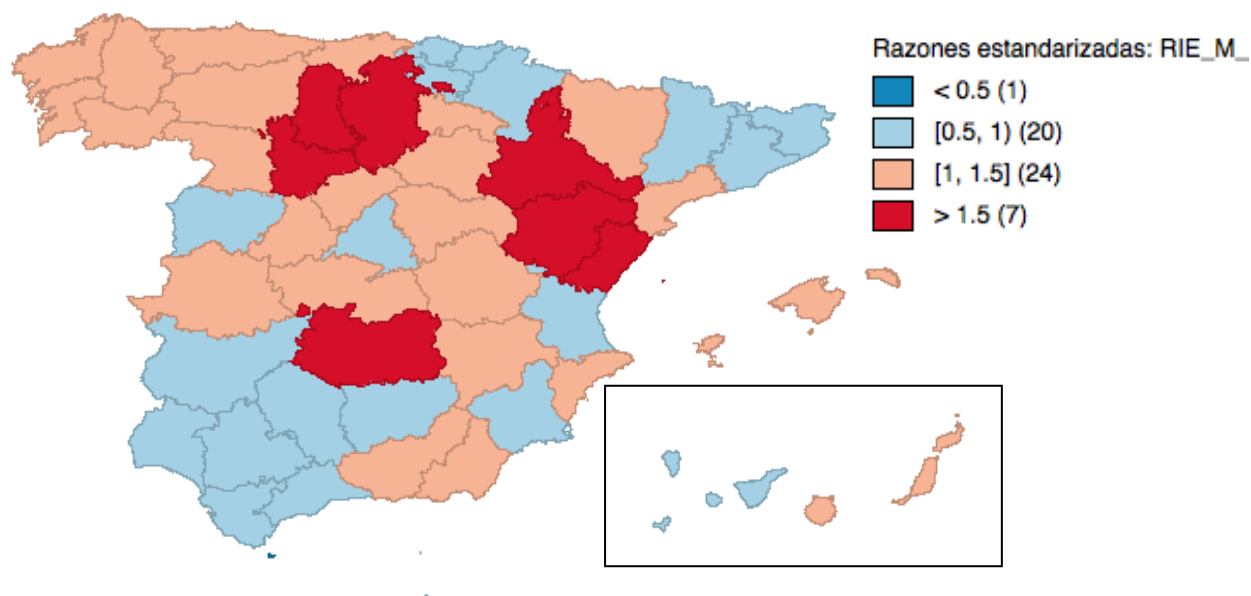 Razones estandarizadas: RIE_M_
< 0.5 (1)
[0.5, 1) (20)
[1, 1.5] (24)
> 1.5 (7)